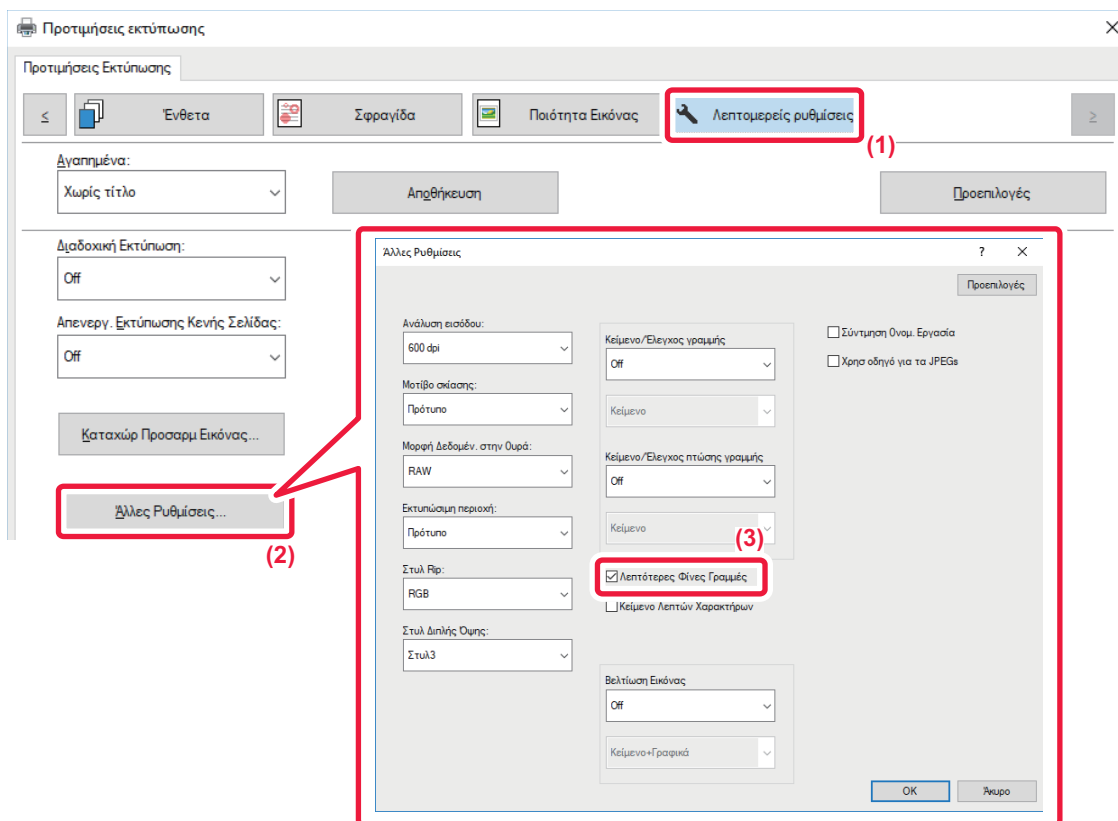 Προτιμήσεις εκτύπωσης
Προτιμήσεις Εκτύπωσης
< Ένθετα Σφραγίδα Ποιότητα Εικόνας Λεπτομερείς ρυθμίσεις >
(1)
Αγαπημένα:
Χωρίς τίτλο Αποθήκευση Προεπιλογές
Διαδοχική Εκτύπωση:
Off
Απενεργ. Εκτύπωσης Κενής Σελίδας:
Off
Καταχώρ Προσαρμ Εικόνας...
Άλλες Ρυθμίσεις...
(2)
Άλλες Ρυθμίσεις ?
Προεπιλογές
Ανάλυση εισόδου:
600 dpi
Μοτίβο σκίασης:
Πρότυπο
Μορφή Δεδομέν. στην Ουρά:
RAW
Εκτυπώσιμη περιοχή:
Πρότυπο
Στυλ Rip:
RGB
Στυλ Διπλής Όψης:
Στυλ3
Κείμενο/Έλεγχος γραμμής
Off
Κείμενο
Κείμενο/Έλεγχος πτώσης γραμμής
Off
Κείμενο
(3)
Λεπτότερες Φίνες Γραμμές
Κείμενο Λεπτών Χαρακτήρων
Βελτίωση Εικόνας
Off
Κείμενο+Γραφικά
Σύντμηση Ονομ. Εργασία
Χρησ οδηγό για τα JPEGs
OK Άκυρο